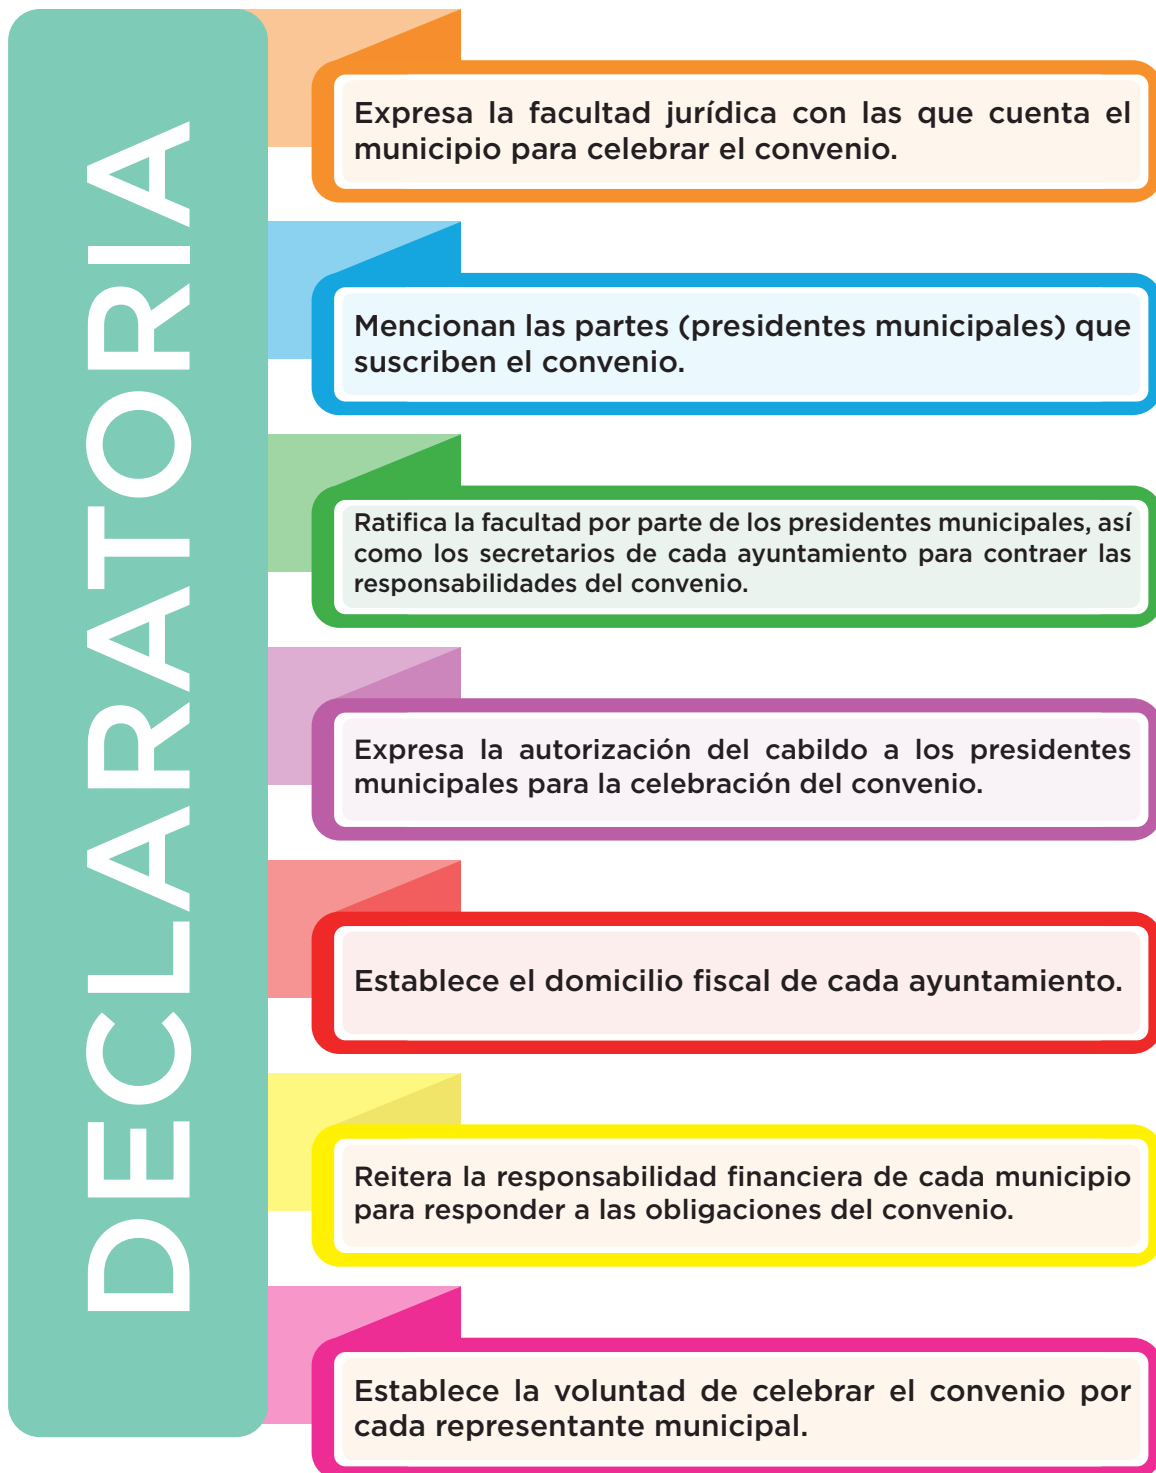 DECLARATORIA
Expresa la facultad jurídica con las que cuenta el
municipio para celebrar el convenio.
Mencionan las partes (presidentes municipales) que
suscriben el convenio.
Ratifica la facultad por parte de los presidentes municipales, así
como los secretarios de cada ayuntamiento para contraer las
responsabilidades del convenio.
Expresa la autorización del cabildo a los presidentes
municipales para la celebración del convenio.
Establece el domicilio fiscal de cada ayuntamiento.
Reitera la responsabilidad financiera de cada municipio
para responder a las obligaciones del convenio.
Establece la voluntad de celebrar el convenio por
cada representante municipal.